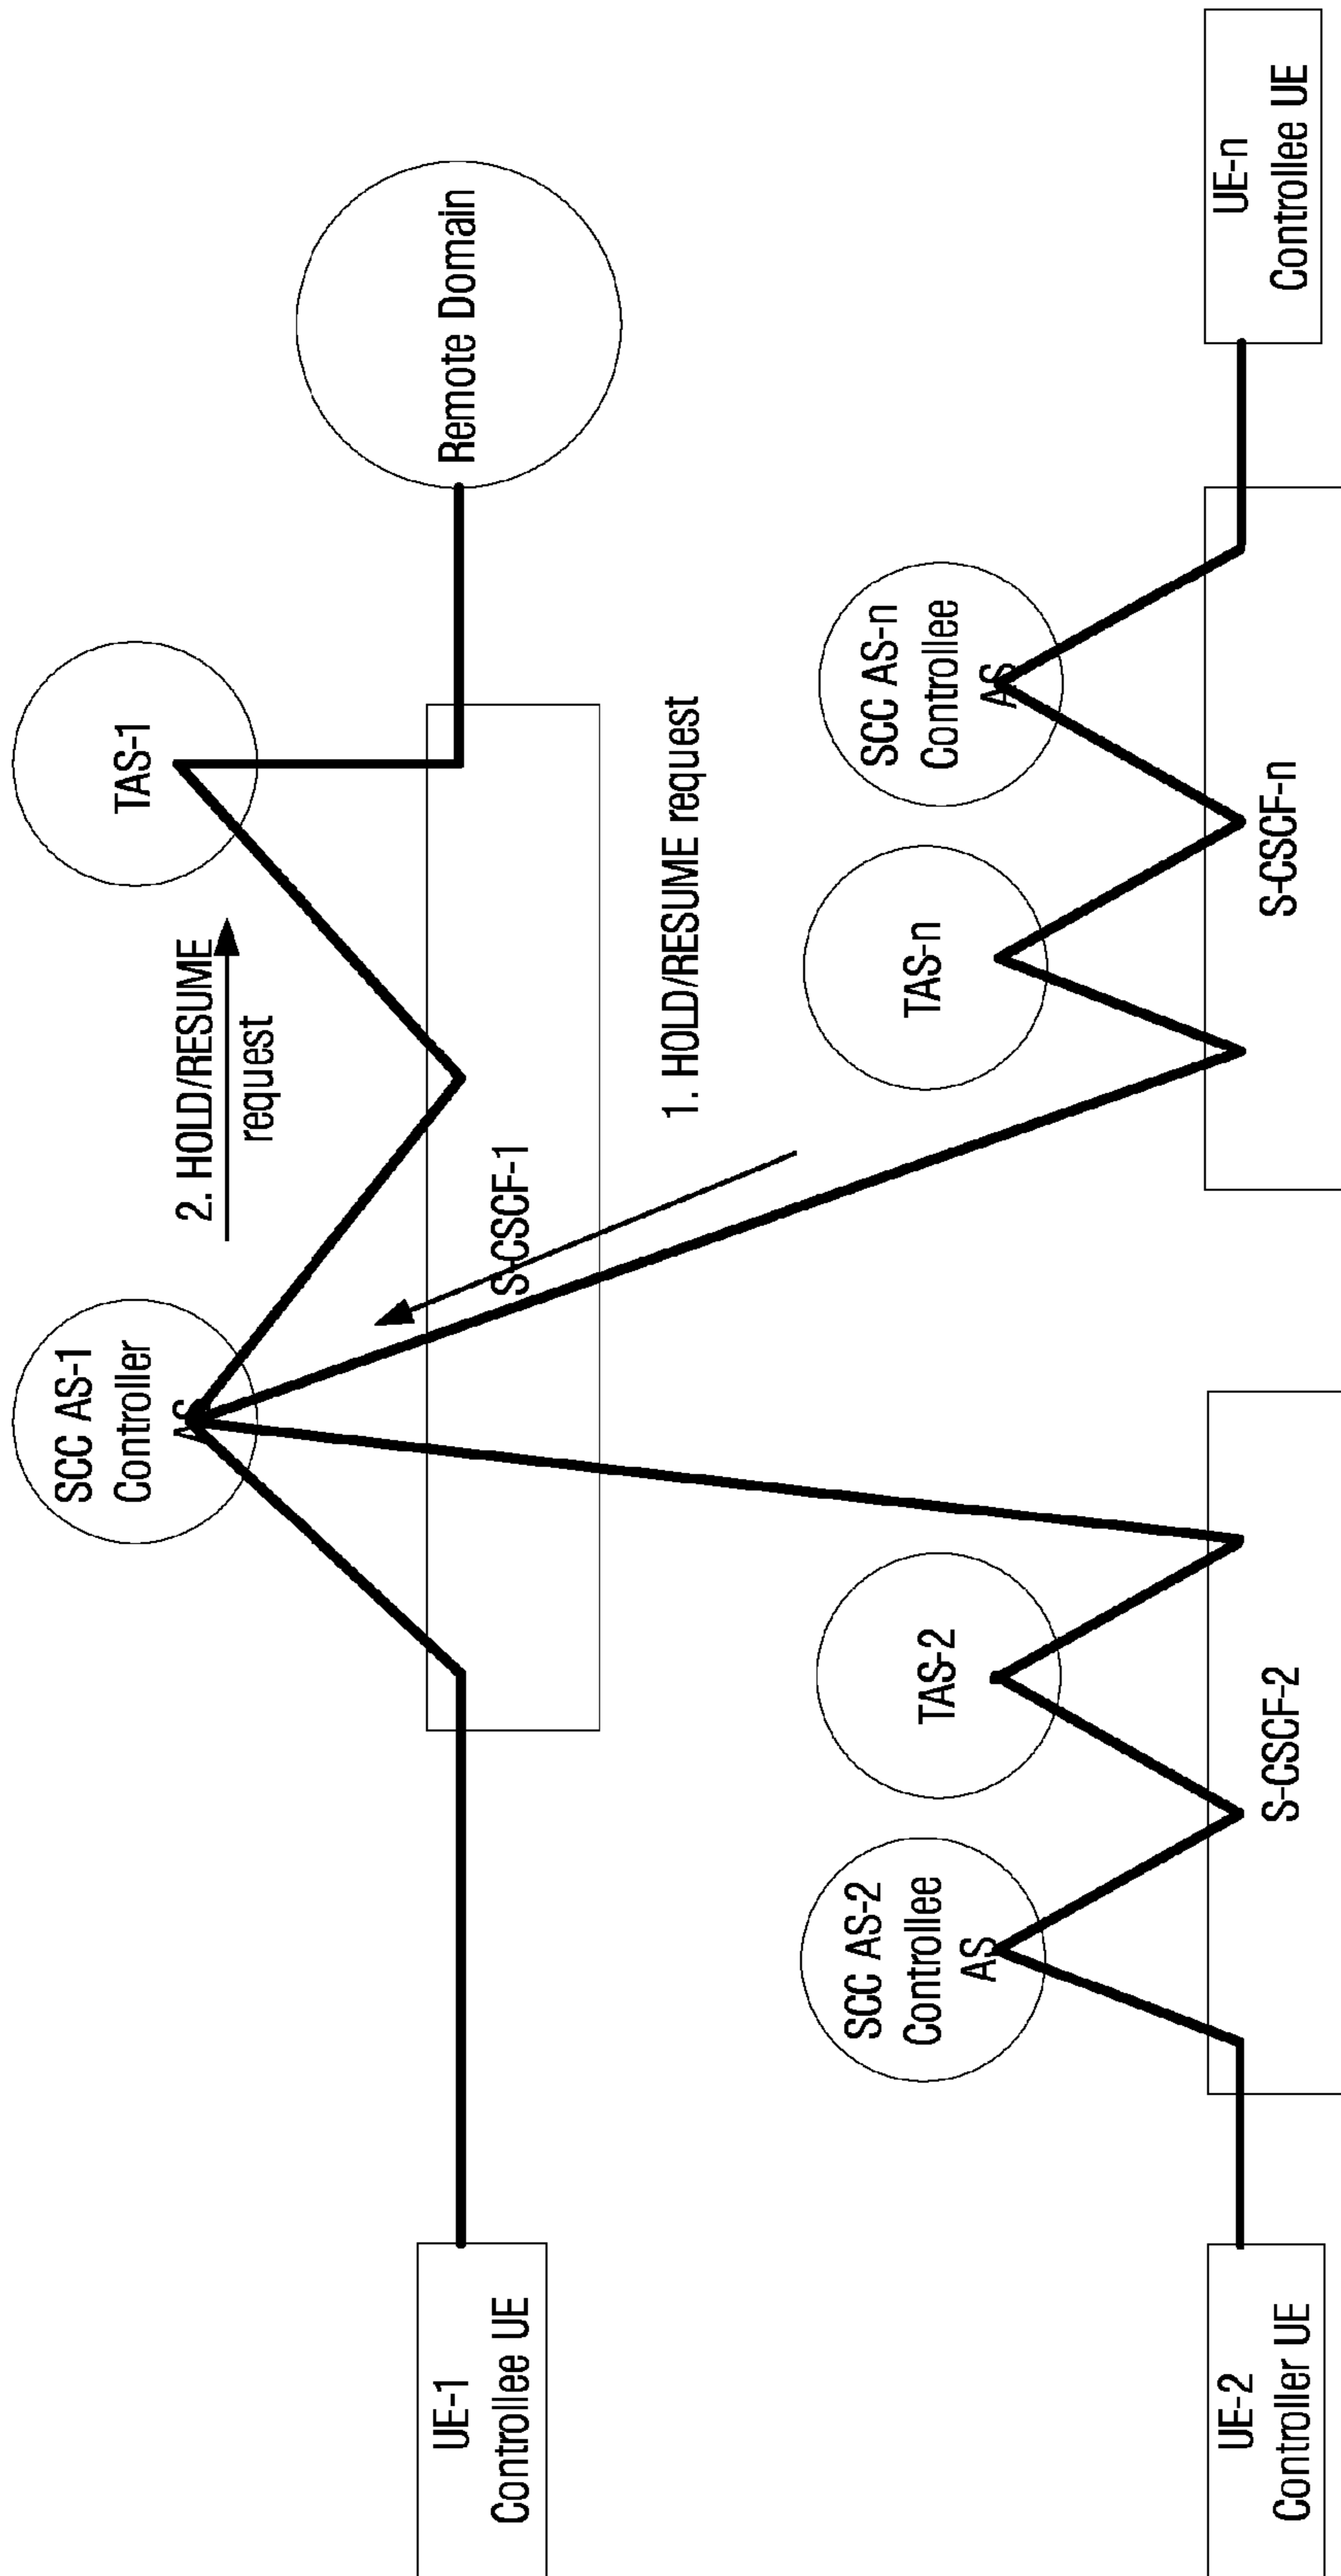 SCC AS-1
Controller
AS
2. HOLD/RESUME
request
TAS-1
UE-1
Controllee UE
S-CSCF-1
Remote Domain
1. HOLD/RESUME request
SCC AS-2
Controllee
AS
TAS-2
TAS-n
SCC AS-n
Controllee
AS
UE-2
Controller UE
S-CSCF-2
S-CSCF-n
UE-n
Controllee UE